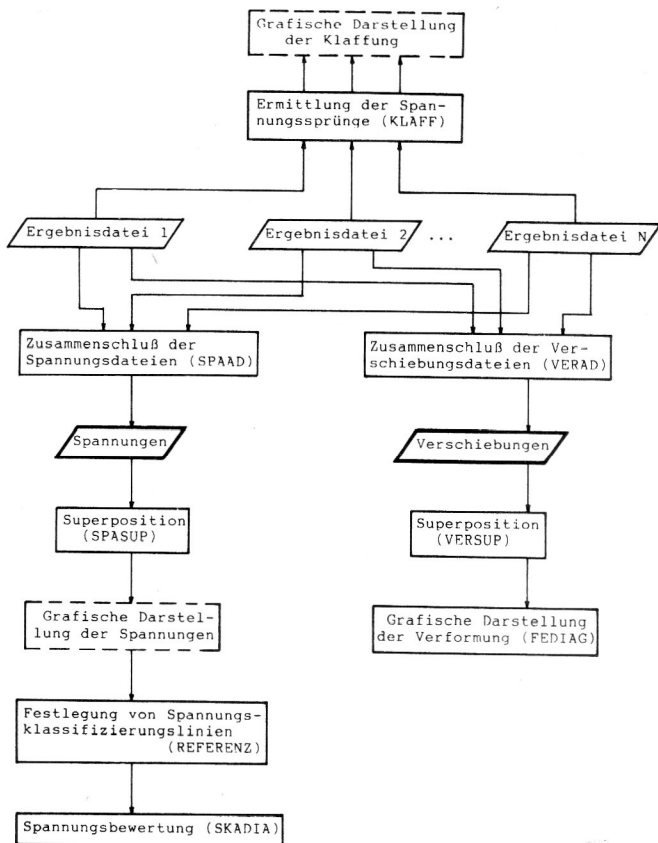 Grafische Darstellung
der Klaffung
Ermittlung der Span-
nungssprünge (KLAFF)
Ergebnisdatei 1
Ergebnisdatei 2
...
Ergebnisdatei N
Zusammenschluß der
Spannungsdateien (SPAAD)
Zusammenschluß der Ver-
schiebungsdateien (VERAD)
Spannungen
Verschiebungen
Superposition
(SPASUP)
Superposition
(VERSUP)
Grafische Darstel-
lung der Spannungen
Grafische Darstellung
der Verformung (FEDIAG)
Festlegung von Spannungs-
klassifizierungslinien
(REFERENZ)
Spannungsbewertung (SKADIA)